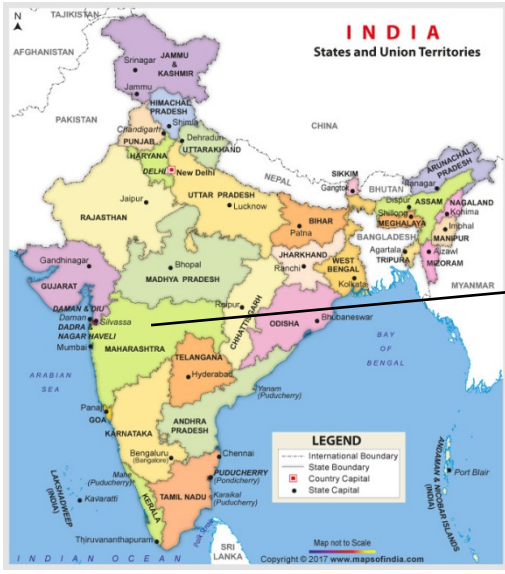 TAJIKISTAN
N
INDIA
States and Union Territories
AFGHANISTAN
JAMMU
&
KASHMIR
Srinagar
Jammu
HIMACHAL
PRADESH
Shimla
PAKISTAN
Chandigarh
PUNJAB
Dehradun
UTTARAKHAND
HARYANA
DELHI
New Delhi
CHINA
NEPAL
SIKKIM
Gangtok
BHUTAN
ARUNACHAL
PRADESH
Itanagar
Dispur
ASSAM
NAGALAND
Kohima
Shillong
MEGHALAYA
Imphal
MANIPUR
BANGLADESH
Agartala
TRIPURA
Aizawl
MIZORAM
MYANMAR
Jaipur
RAJASTHAN
UTTAR PRADESH
Lucknow
BIHAR
Patna
JHARKHAND
Ranchi
WEST
BENGAL
Kolkata
Gandhinagar
GUJARAT
Bhopal
MADHYA PRADESH
Raipur
CHHATTISGARH
ODISHA
Bhubaneswar
DAMAN & DIU
Daman
DADRA &
NAGAR HAVELI
Silvassa
Mumbai
MAHARASHTRA
TELANGANA
Hyderabad
BAY
OF
BENGAL
ARABIAN
SEA
Yanam
(Puducherry)
Panaji
GOA
KARNATAKA
ANDHRA
PRADESH
Bengaluru
(Bangalore)
Chennai
Mahe
(Puducherry)
PUDUCHERRY
(Pondicherry)
Karaikal
(Puducherry)
TAMIL NADU
KERALA
LAKSHADWEEP
(INDIA)
Kavaratti
Thiruvananthapuram
Palk Strait
SRI
LANKA
INDIAN OCEAN
ANDAMAN & NICOBAR ISLANDS
(INDIA)
Port Blair
LEGEND
International Boundary
State Boundary
Country Capital
State Capital
Map not to Scale
Copyright © 2017 www.mapsofindia.com